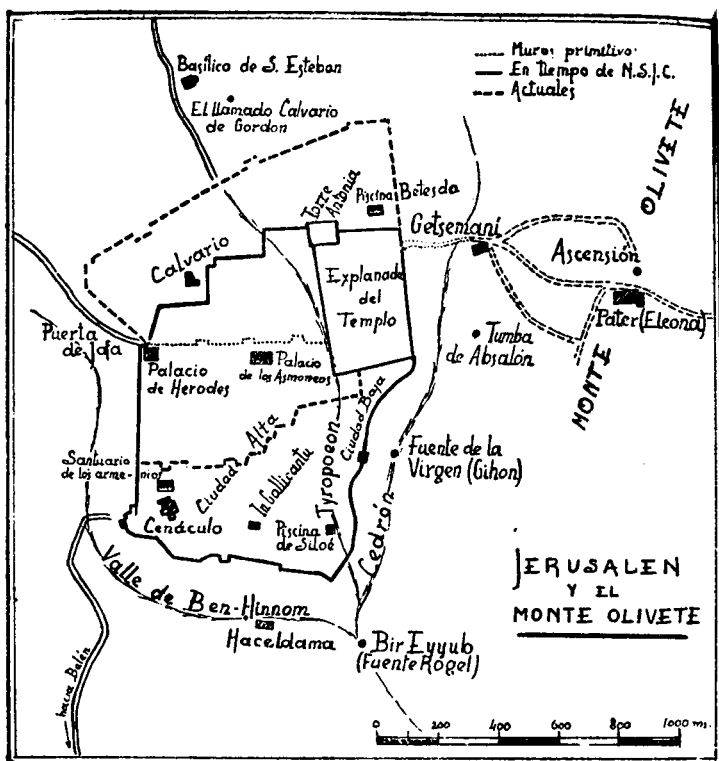 Muros primitivo:
En tiempo de N.S.J.C.
Actuales
Basílica de S. Esteban
El llamado Calvario
de Gordon
MONTE OLIVETE
Torre
Antonia
Piscina Betesda
Getsemaní
Ascensión
Calvario
Explanada
del
Templo
Pater (Eleona)
Puerta
de Jafa
Palacio
de Herodes
Palacio
de los Asmoneos
Tumba
de Absalón
Ciudad Baja
Ciudad Alta
Santuario
de los armenios
In Gallicantu
Tyropoeon
Fuente de la
Virgen (Gihon)
Cenáculo
Piscina
de Siloé
Cedrón
Valle de Ben-Hinnom
Haceldama
Bir Eyyub
(Fuente Rogel)
hacia Belén
JERUSALEN
Y EL
MONTE OLIVETE
0 200 400 600 800 1000 ms.